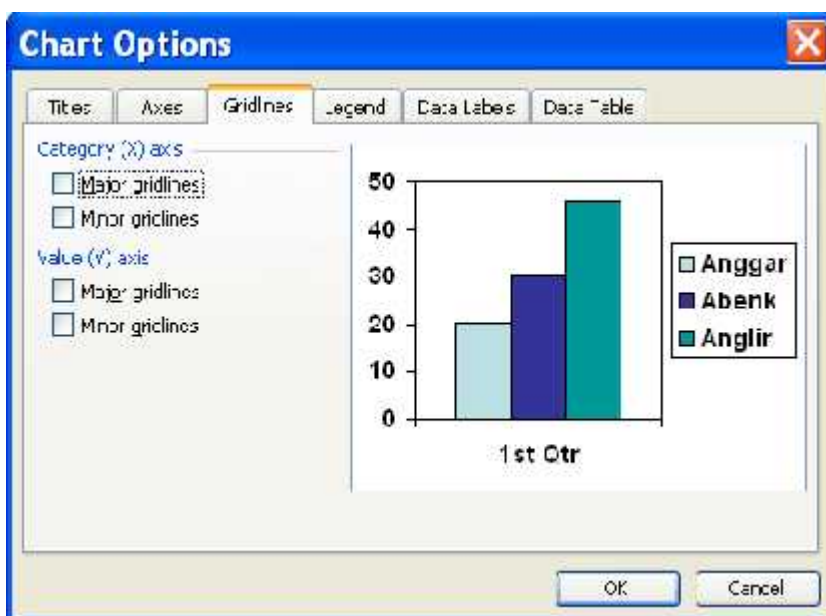 Chart Options
Titles Axes Gridlines Legend Data Labels Data Table
Category (X) axis
Major gridlines
Minor gridlines
Value (Y) axis
Major gridlines
Minor gridlines
50
40
30
20
10
0
1st Qtr
Anggar
Abenk
Anglir
OK Cancel